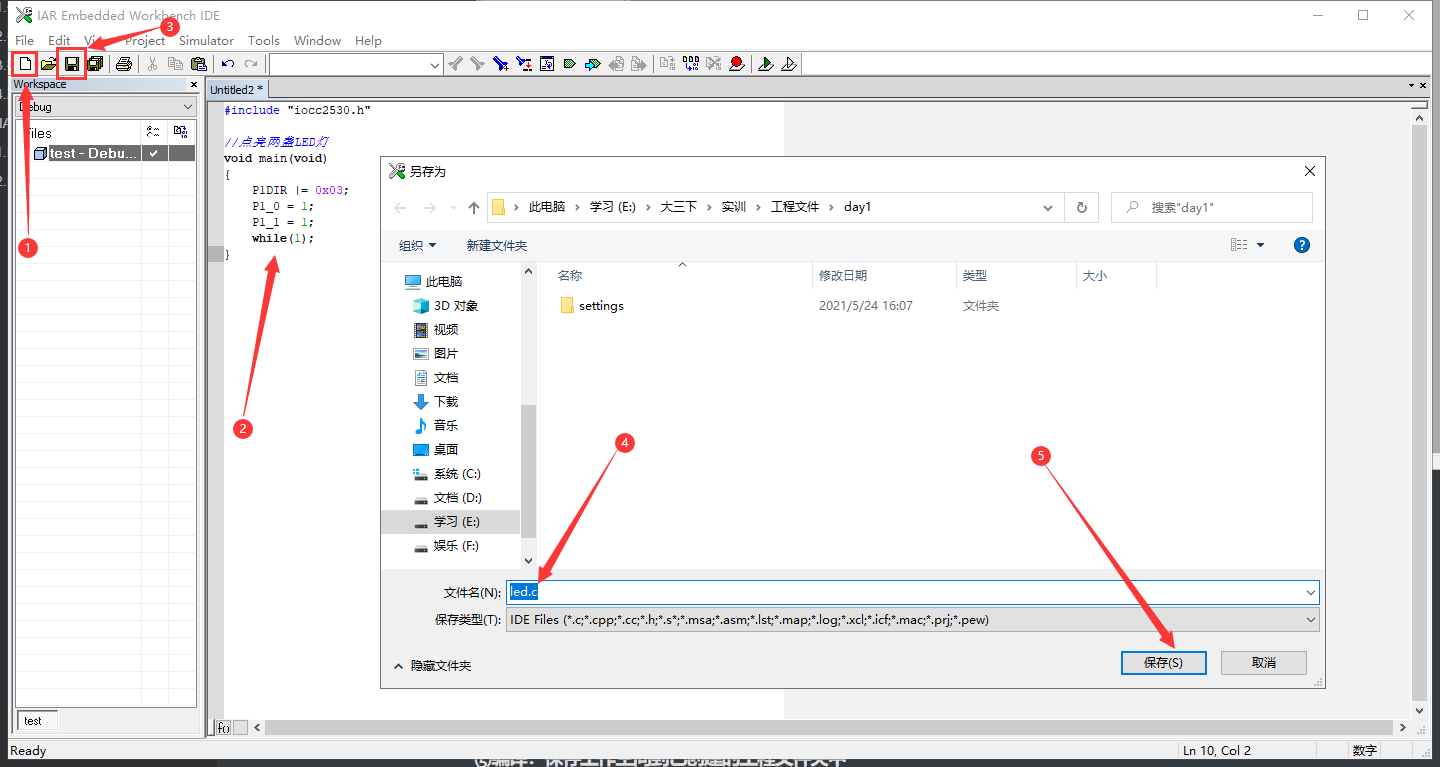 IAR Embedded Workbench IDE
3
File Edit Project Simulator Tools Window Help
Workspace
Untitled2 *
Debug
Files
test - Debu...
1
#include "iocc2530.h"
//点亮两盏LED灯
void main(void)
{
P1DIR |= 0x03;
P1_0 = 1;
P1_1 = 1;
while(1);
}
2
另存为
此电脑 › 学习 (E:) › 大三下 › 实训 › 工程文件 › day1
搜索"day1"
组织 新建文件夹
名称 修改日期 类型 大小
settings 2021/5/24 16:07 文件夹
此电脑
3D 对象
视频
图片
文档
下载
音乐
桌面
系统 (C:)
文档 (D:)
学习 (E:)
娱乐 (F:)
4
5
文件名(N): led.c
保存类型(T): IDE Files (*.c;*.cpp;*.cc;*.h;*.s*;*.msa;*.asm;*.lst;*.map;*.log;*.xcl;*.icf;*.mac;*.prj;*.pew)
隐藏文件夹
保存(S) 取消
test
f()
Ready
Ln 10, Col 2
数字